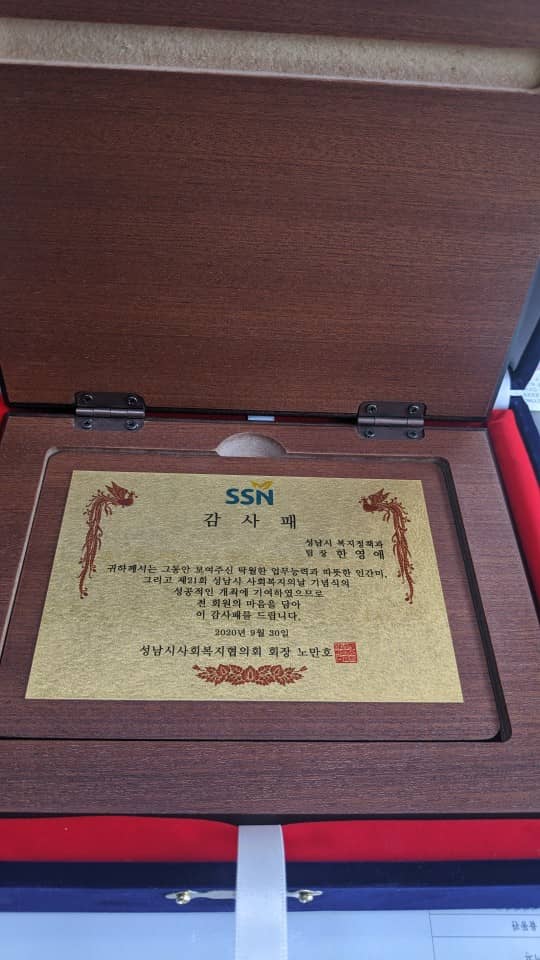 SSN
감 사 패
성남시 복지정책과
팀 장 한 영 애
귀하께서는 그동안 보여주신 탁월한 업무능력과 따뜻한 인간미,
그리고 제21회 성남시 사회복지의날 기념식의
성공적인 개최에 기여하였으므로
전 회원의 마음을 담아
이 감사패를 드립니다.
2020년 9월 30일
성남시사회복지협의회 회장 노만호